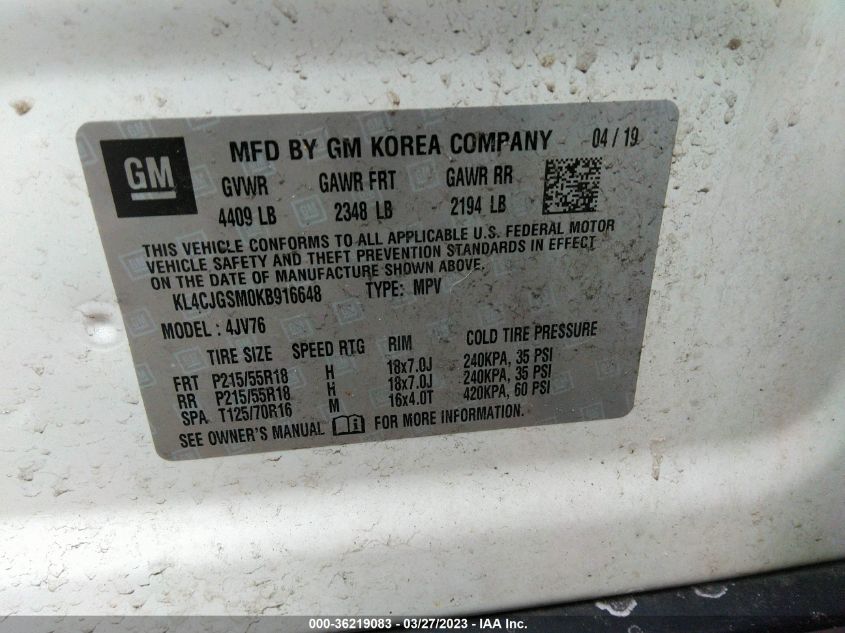 GM
MFD BY GM KOREA COMPANY 04 / 19
GVWR GAWR FRT GAWR RR
4409 LB 2348 LB 2194 LB
THIS VEHICLE CONFORMS TO ALL APPLICABLE U.S. FEDERAL MOTOR
VEHICLE SAFETY AND THEFT PREVENTION STANDARDS IN EFFECT
ON THE DATE OF MANUFACTURE SHOWN ABOVE.
KL4CJGSM0KB916648 TYPE: MPV
MODEL : 4JV76
TIRE SIZE SPEED RTG RIM COLD TIRE PRESSURE
FRT P215/55R18 H 18x7.0J 240KPA, 35 PSI
RR P215/55R18 H 18x7.0J 240KPA, 35 PSI
SPA T125/70R16 M 16x4.0T 420KPA, 60 PSI
SEE OWNER'S MANUAL FOR MORE INFORMATION.
000-36219083 - 03/27/2023 - IAA Inc.